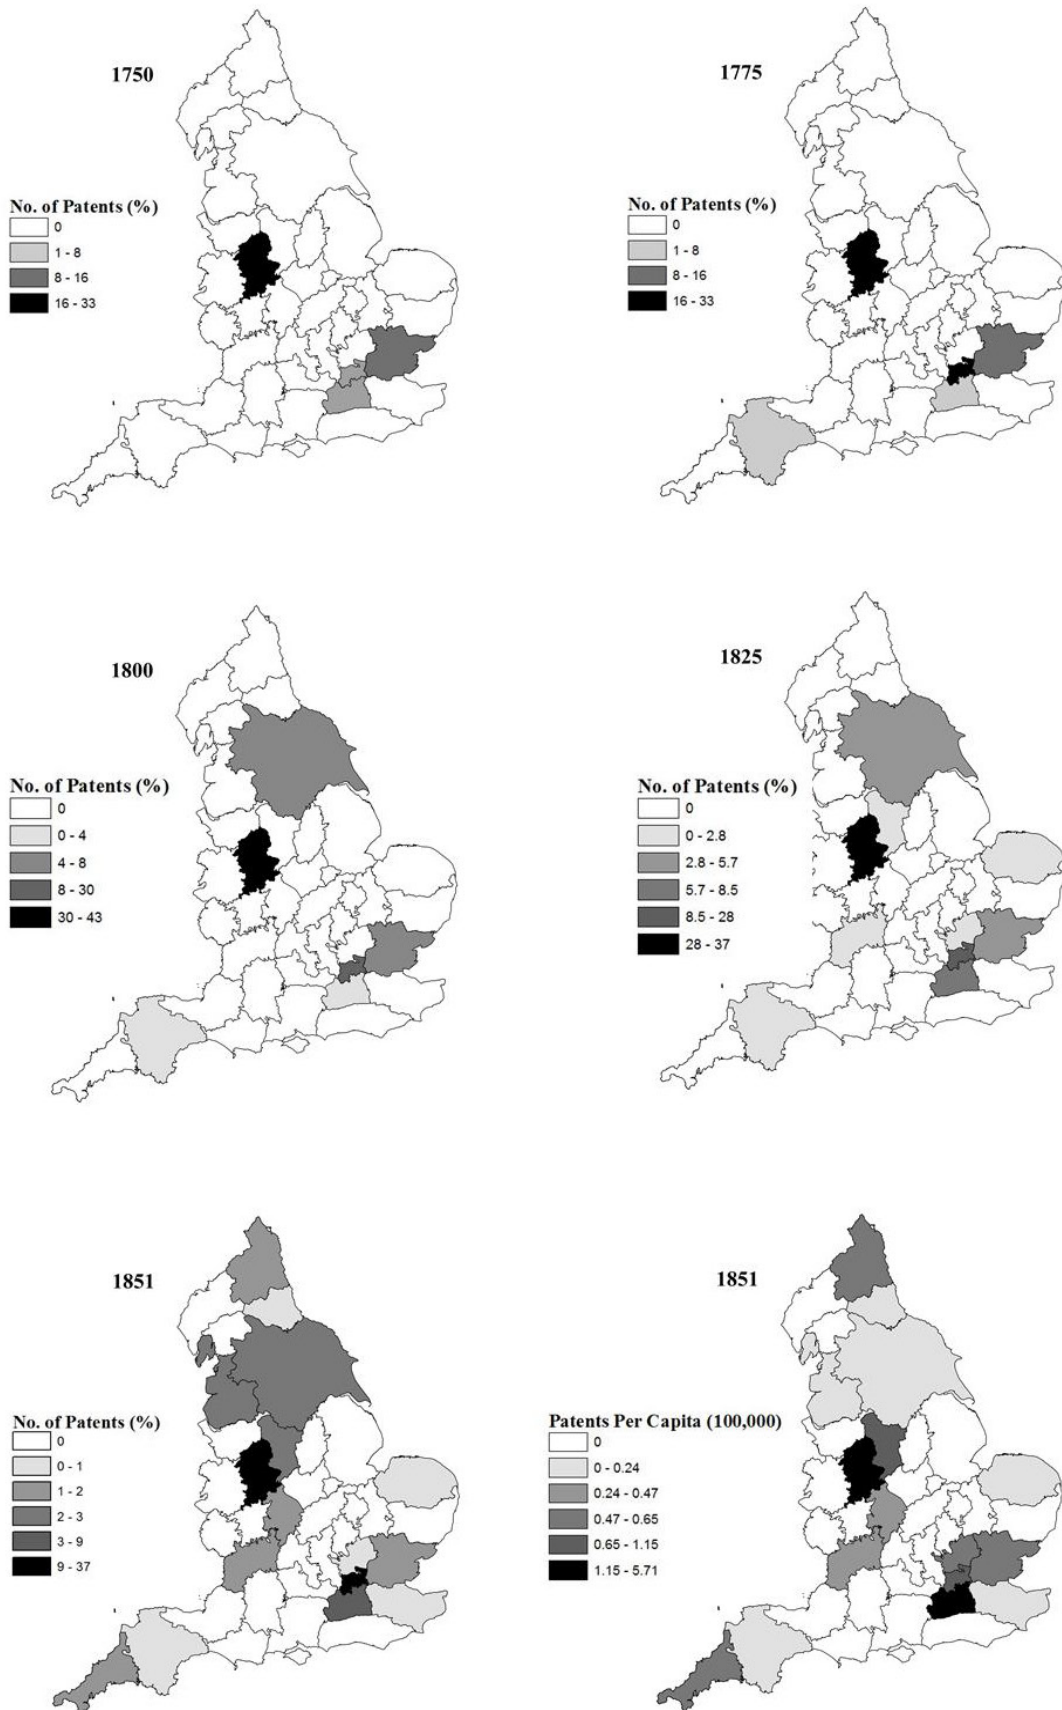 1750
No. of Patents (%)
0
1 - 8
8 - 16
16 - 33
1775
No. of Patents (%)
0
1 - 8
8 - 16
16 - 33
1800
No. of Patents (%)
0
0 - 4
4 - 8
8 - 30
30 - 43
1825
No. of Patents (%)
0
0 - 2.8
2.8 - 5.7
5.7 - 8.5
8.5 - 28
28 - 37
1851
No. of Patents (%)
0
0 - 1
1 - 2
2 - 3
3 - 9
9 - 37
1851
Patents Per Capita (100,000)
0
0 - 0.24
0.24 - 0.47
0.47 - 0.65
0.65 - 1.15
1.15 - 5.71